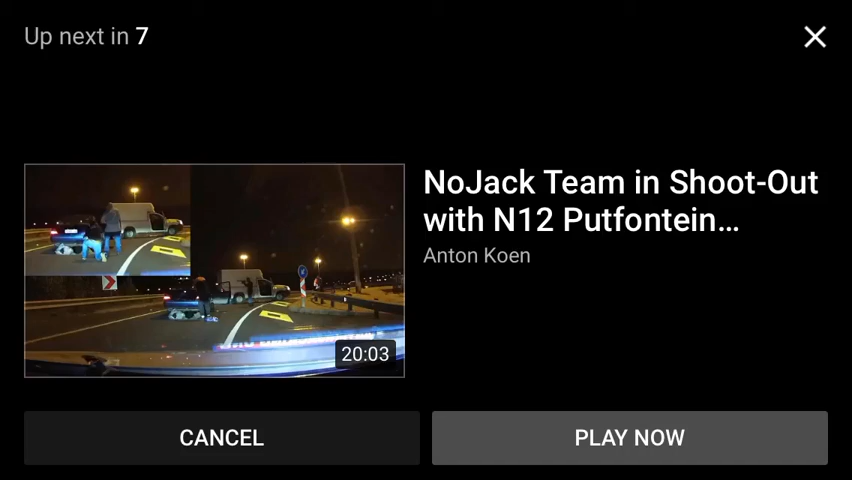 Up next in 7
NoJack Team in Shoot-Out
with N12 Putfontein…
Anton Koen
20:03
CANCEL
PLAY NOW